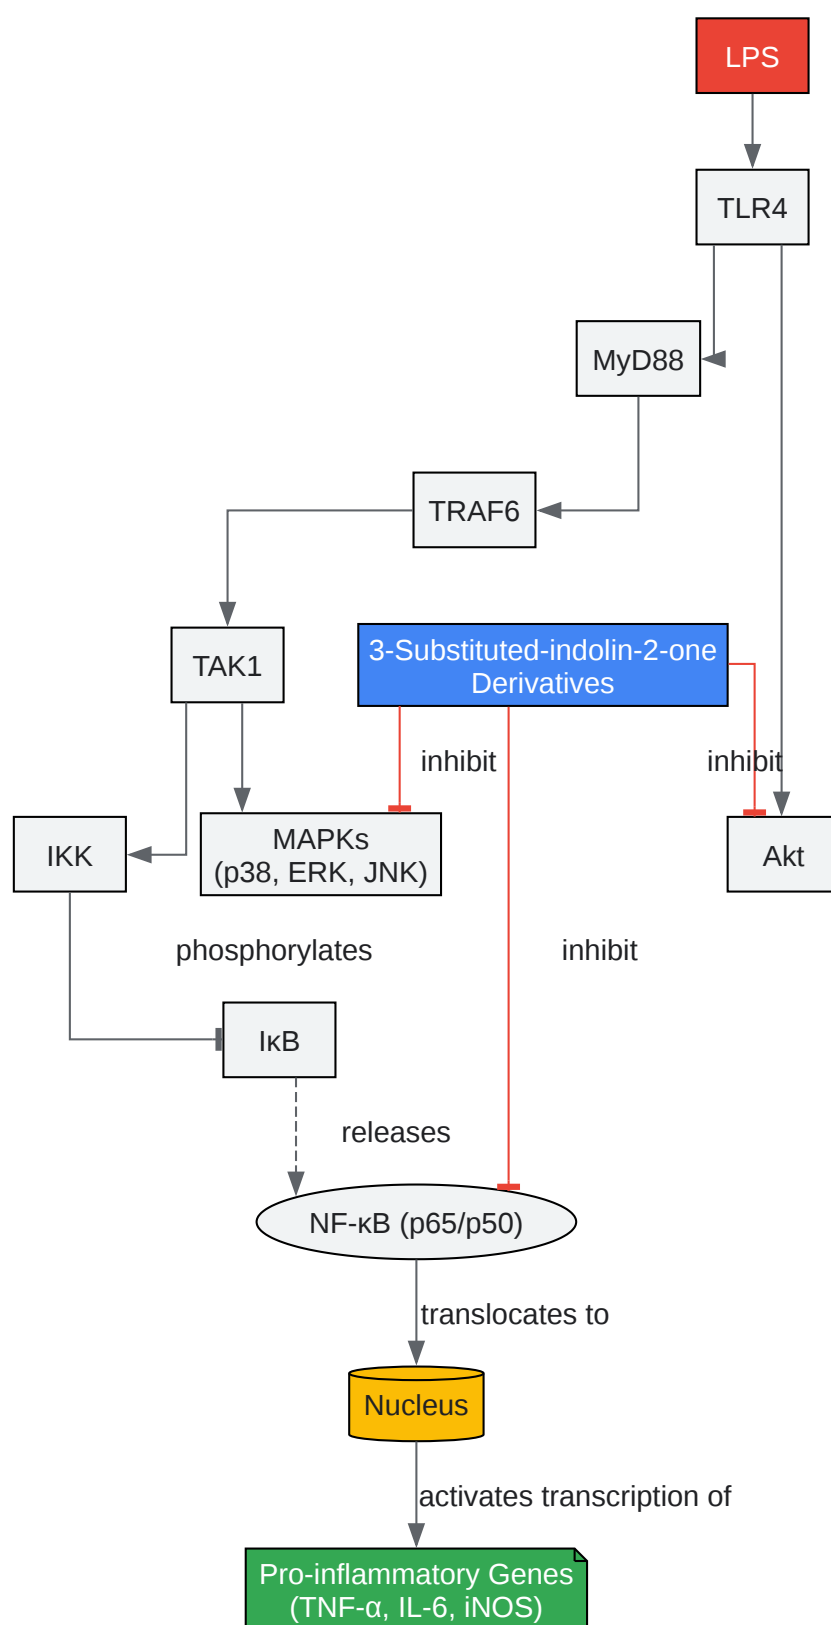 LPS
TLR4
MyD88
TRAF6
TAK1
3-Substituted-indolin-2-one
Derivatives
inhibit
inhibit
IKK
MAPKs
(p38, ERK, JNK)
Akt
phosphorylates
inhibit
IκB
releases
NF-κB (p65/p50)
translocates to
Nucleus
activates transcription of
Pro-inflammatory Genes
(TNF-α, IL-6, iNOS)